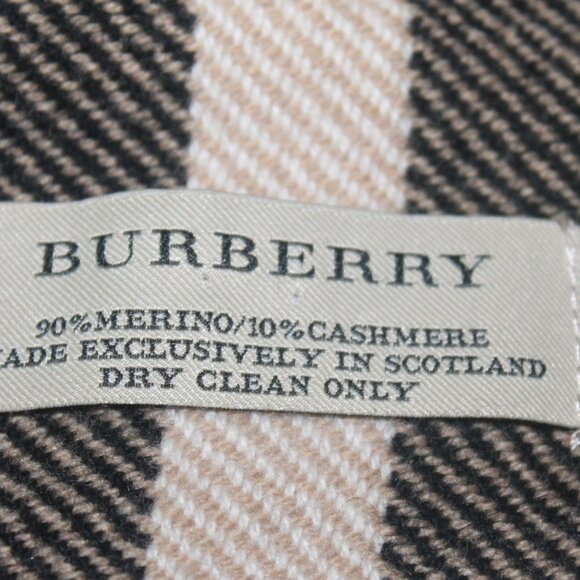 BURBERRY
90% MERINO/10% CASHMERE
ADE EXCLUSIVELY IN SCOTLAND
DRY CLEAN ONLY